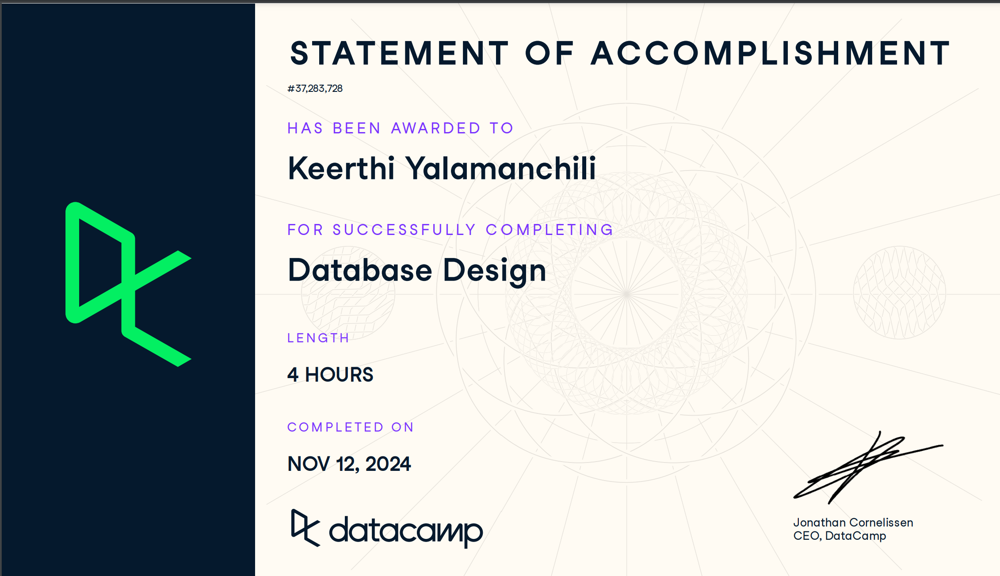 STATEMENT OF ACCOMPLISHMENT
#37,283,728
HAS BEEN AWARDED TO
Keerthi Yalamanchili
FOR SUCCESSFULLY COMPLETING
Database Design
LENGTH
4 HOURS
COMPLETED ON
NOV 12, 2024
datacamp
Jonathan Cornelissen
CEO, DataCamp